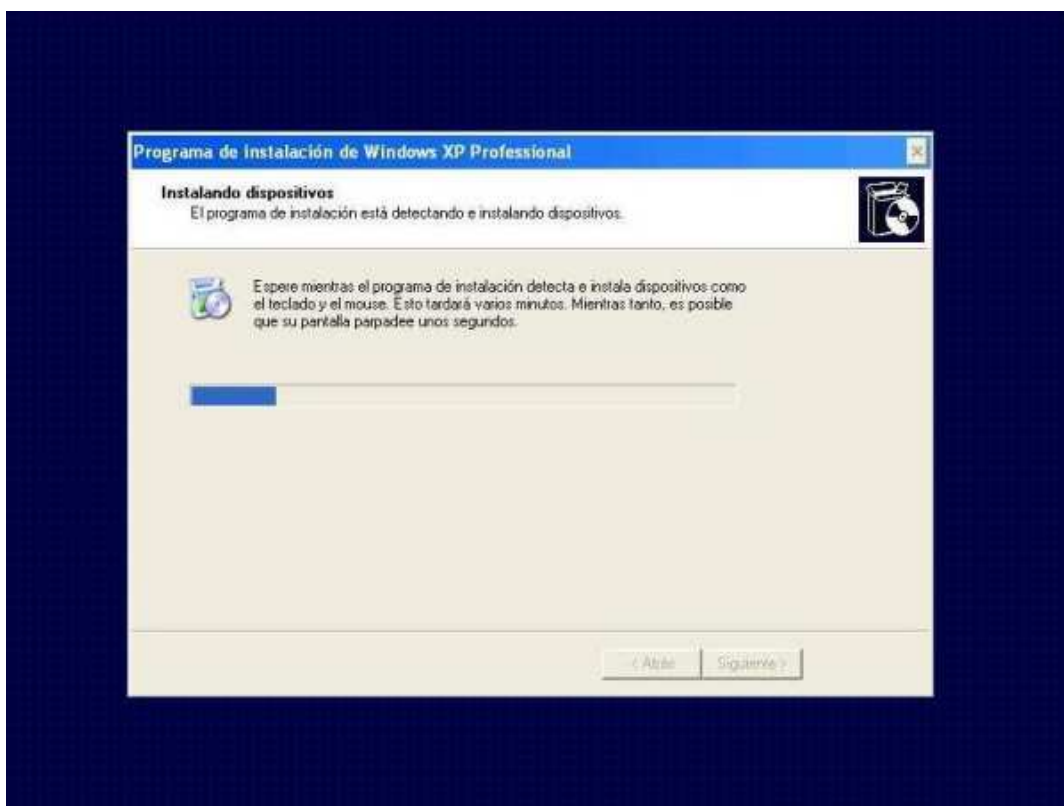 Programa de instalación de Windows XP Professional
Instalando dispositivos
El programa de instalación está detectando e instalando dispositivos.
Espere mientras el programa de instalación detecta e instala dispositivos como
el teclado y el mouse. Esto tardará varios minutos. Mientras tanto, es posible
que su pantalla parpadee unos segundos.
< Atrás Siguiente >